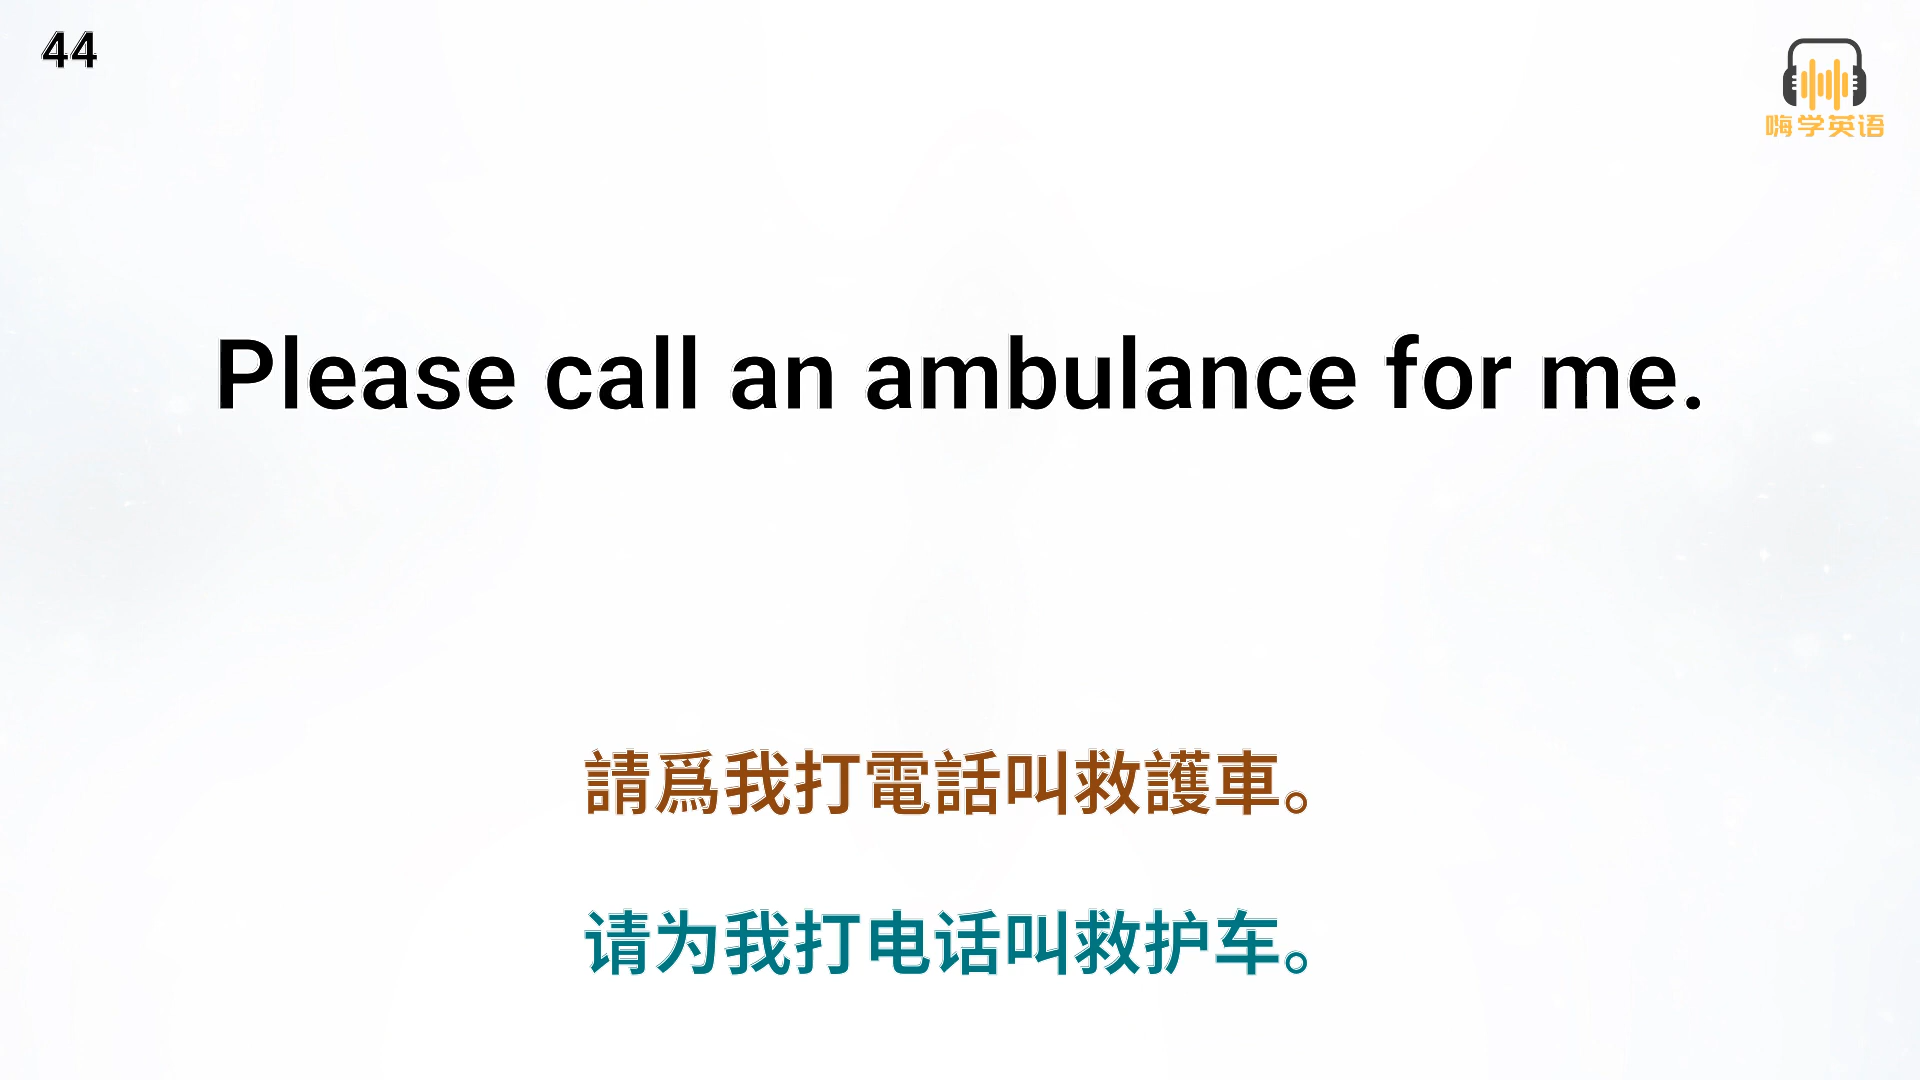 44
嗨学英语
Please call an ambulance for me.
請爲我打電話叫救護車。
请为我打电话叫救护车。